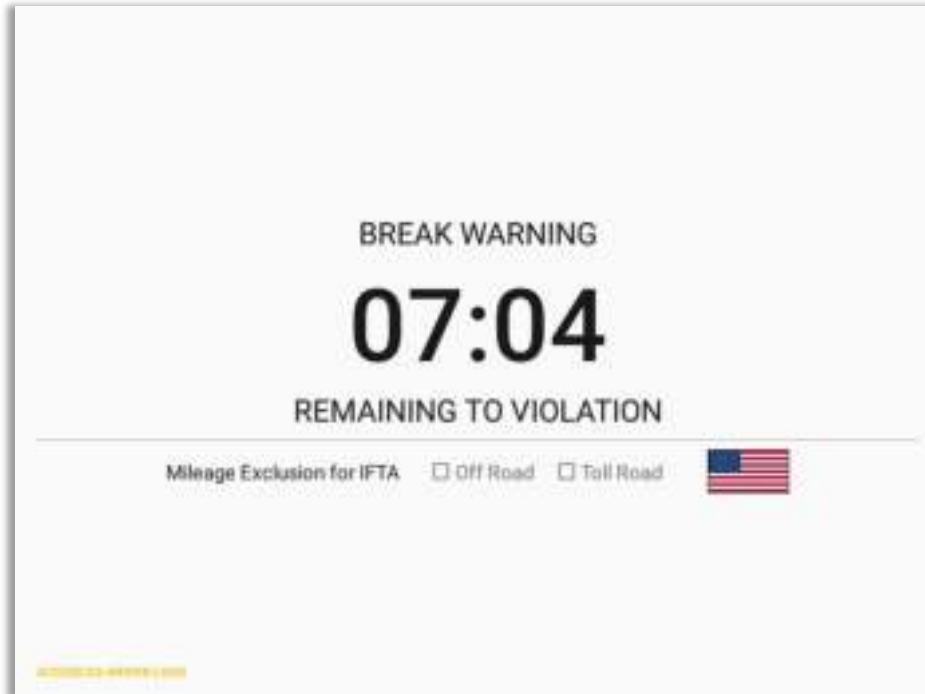 BREAK WARNING
07:04
REMAINING TO VIOLATION
Mileage Exclusion for IFTA ☐ Off Road ☐ Toll Road